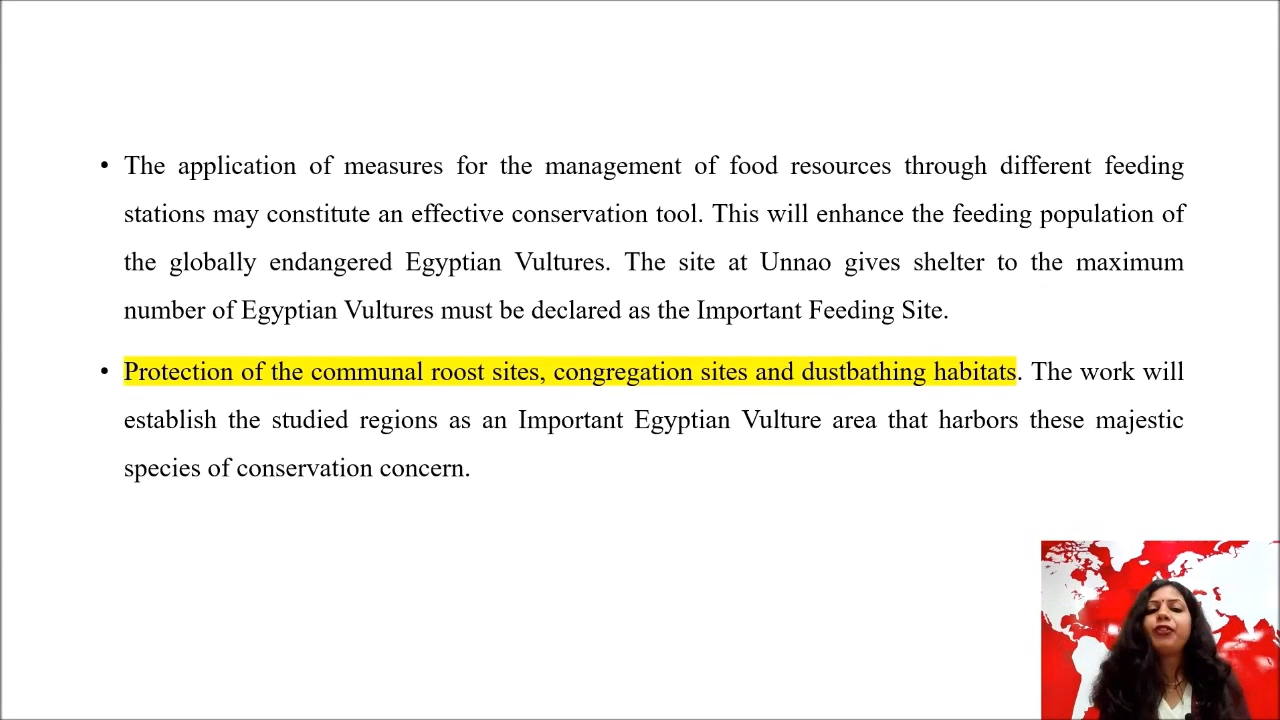 • The application of measures for the management of food resources through different feeding
stations may constitute an effective conservation tool. This will enhance the feeding population of
the globally endangered Egyptian Vultures. The site at Unnao gives shelter to the maximum
number of Egyptian Vultures must be declared as the Important Feeding Site.
• Protection of the communal roost sites, congregation sites and dustbathing habitats. The work will
establish the studied regions as an Important Egyptian Vulture area that harbors these majestic
species of conservation concern.